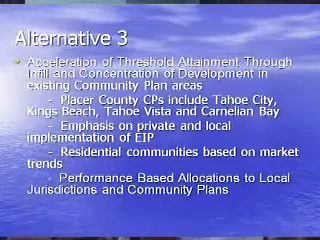 Alternative 3
• Acceleration of Threshold Attainment Through
Infill and Concentration of Development in
existing Community Plan areas
- Placer County CPs include Tahoe City,
Kings Beach, Tahoe Vista and Carnelian Bay
- Emphasis on private and local
implementation of EIP
- Residential communities based on market
trends
- Performance Based Allocations to Local
Jurisdictions and Community Plans